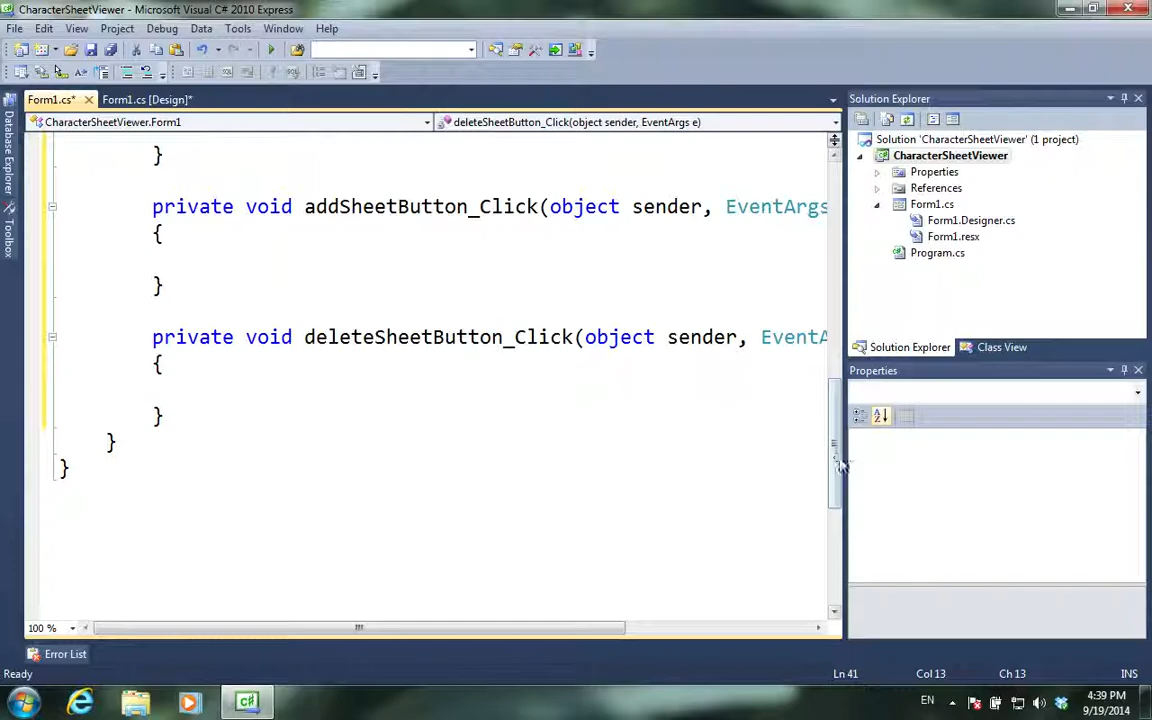 CharacterSheetViewer - Microsoft Visual C# 2010 Express
File Edit View Project Debug Data Tools Window Help
Form1.cs* Form1.cs [Design]*
CharacterSheetViewer.Form1 deleteSheetButton_Click(object sender, EventArgs e)
}
private void addSheetButton_Click(object sender, EventArgs
{
}
private void deleteSheetButton_Click(object sender, EventA
{
}
}
}
100 %
Error List
Database Explorer
Toolbox
Solution Explorer
Solution 'CharacterSheetViewer' (1 project)
CharacterSheetViewer
Properties
References
Form1.cs
Form1.Designer.cs
Form1.resx
Program.cs
Solution Explorer Class View
Properties
Ready Ln 41 Col 13 Ch 13 INS
EN 4:39 PM
9/19/2014